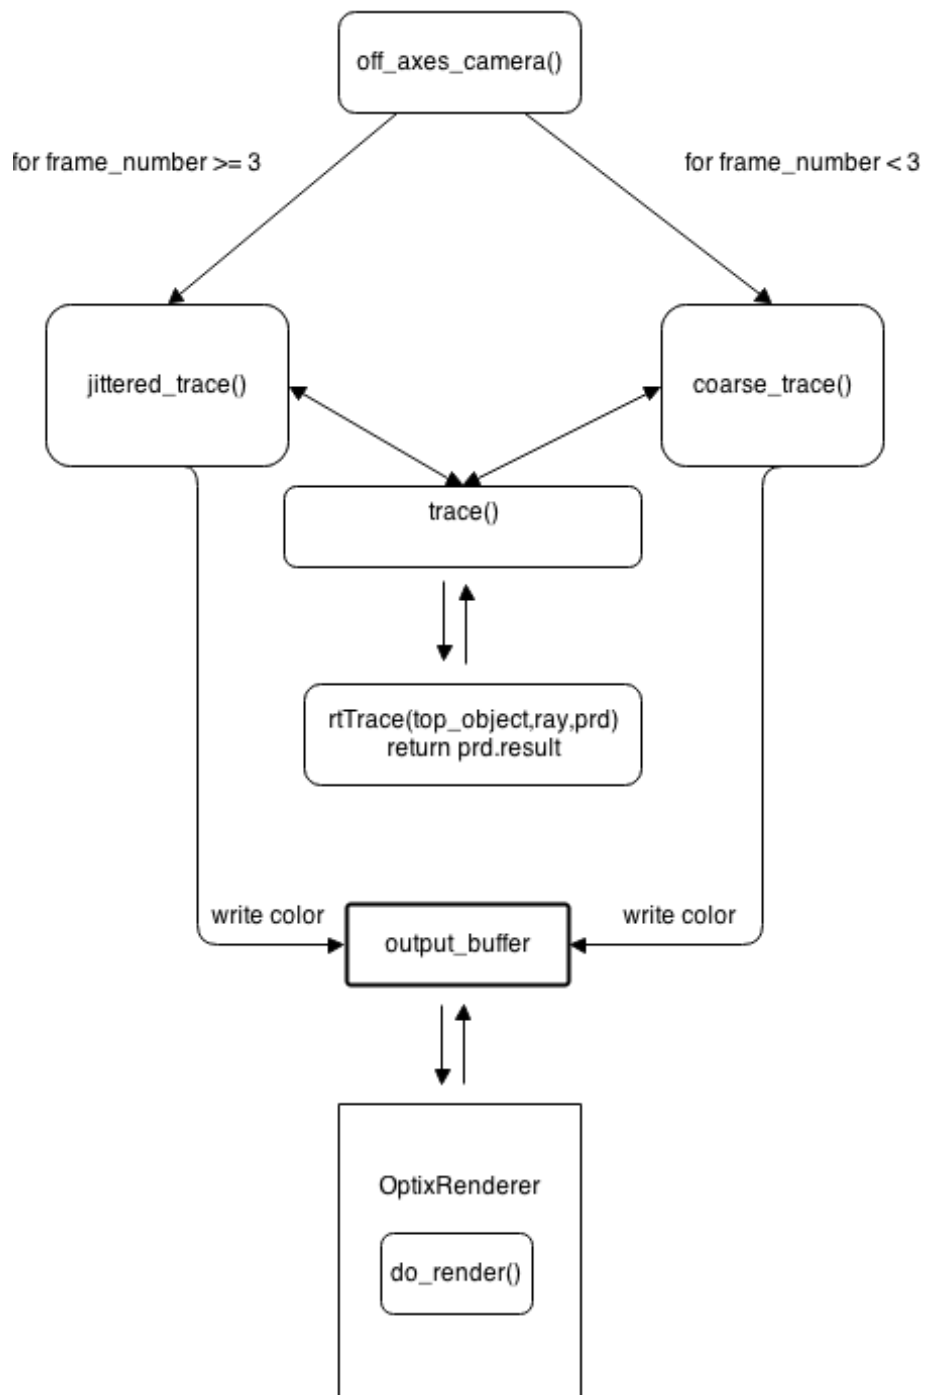 off_axes_camera()
for frame_number >= 3
for frame_number < 3
jittered_trace()
coarse_trace()
trace()
rtTrace(top_object,ray,prd)
return prd.result
write color
write color
output_buffer
OptixRenderer
do_render()